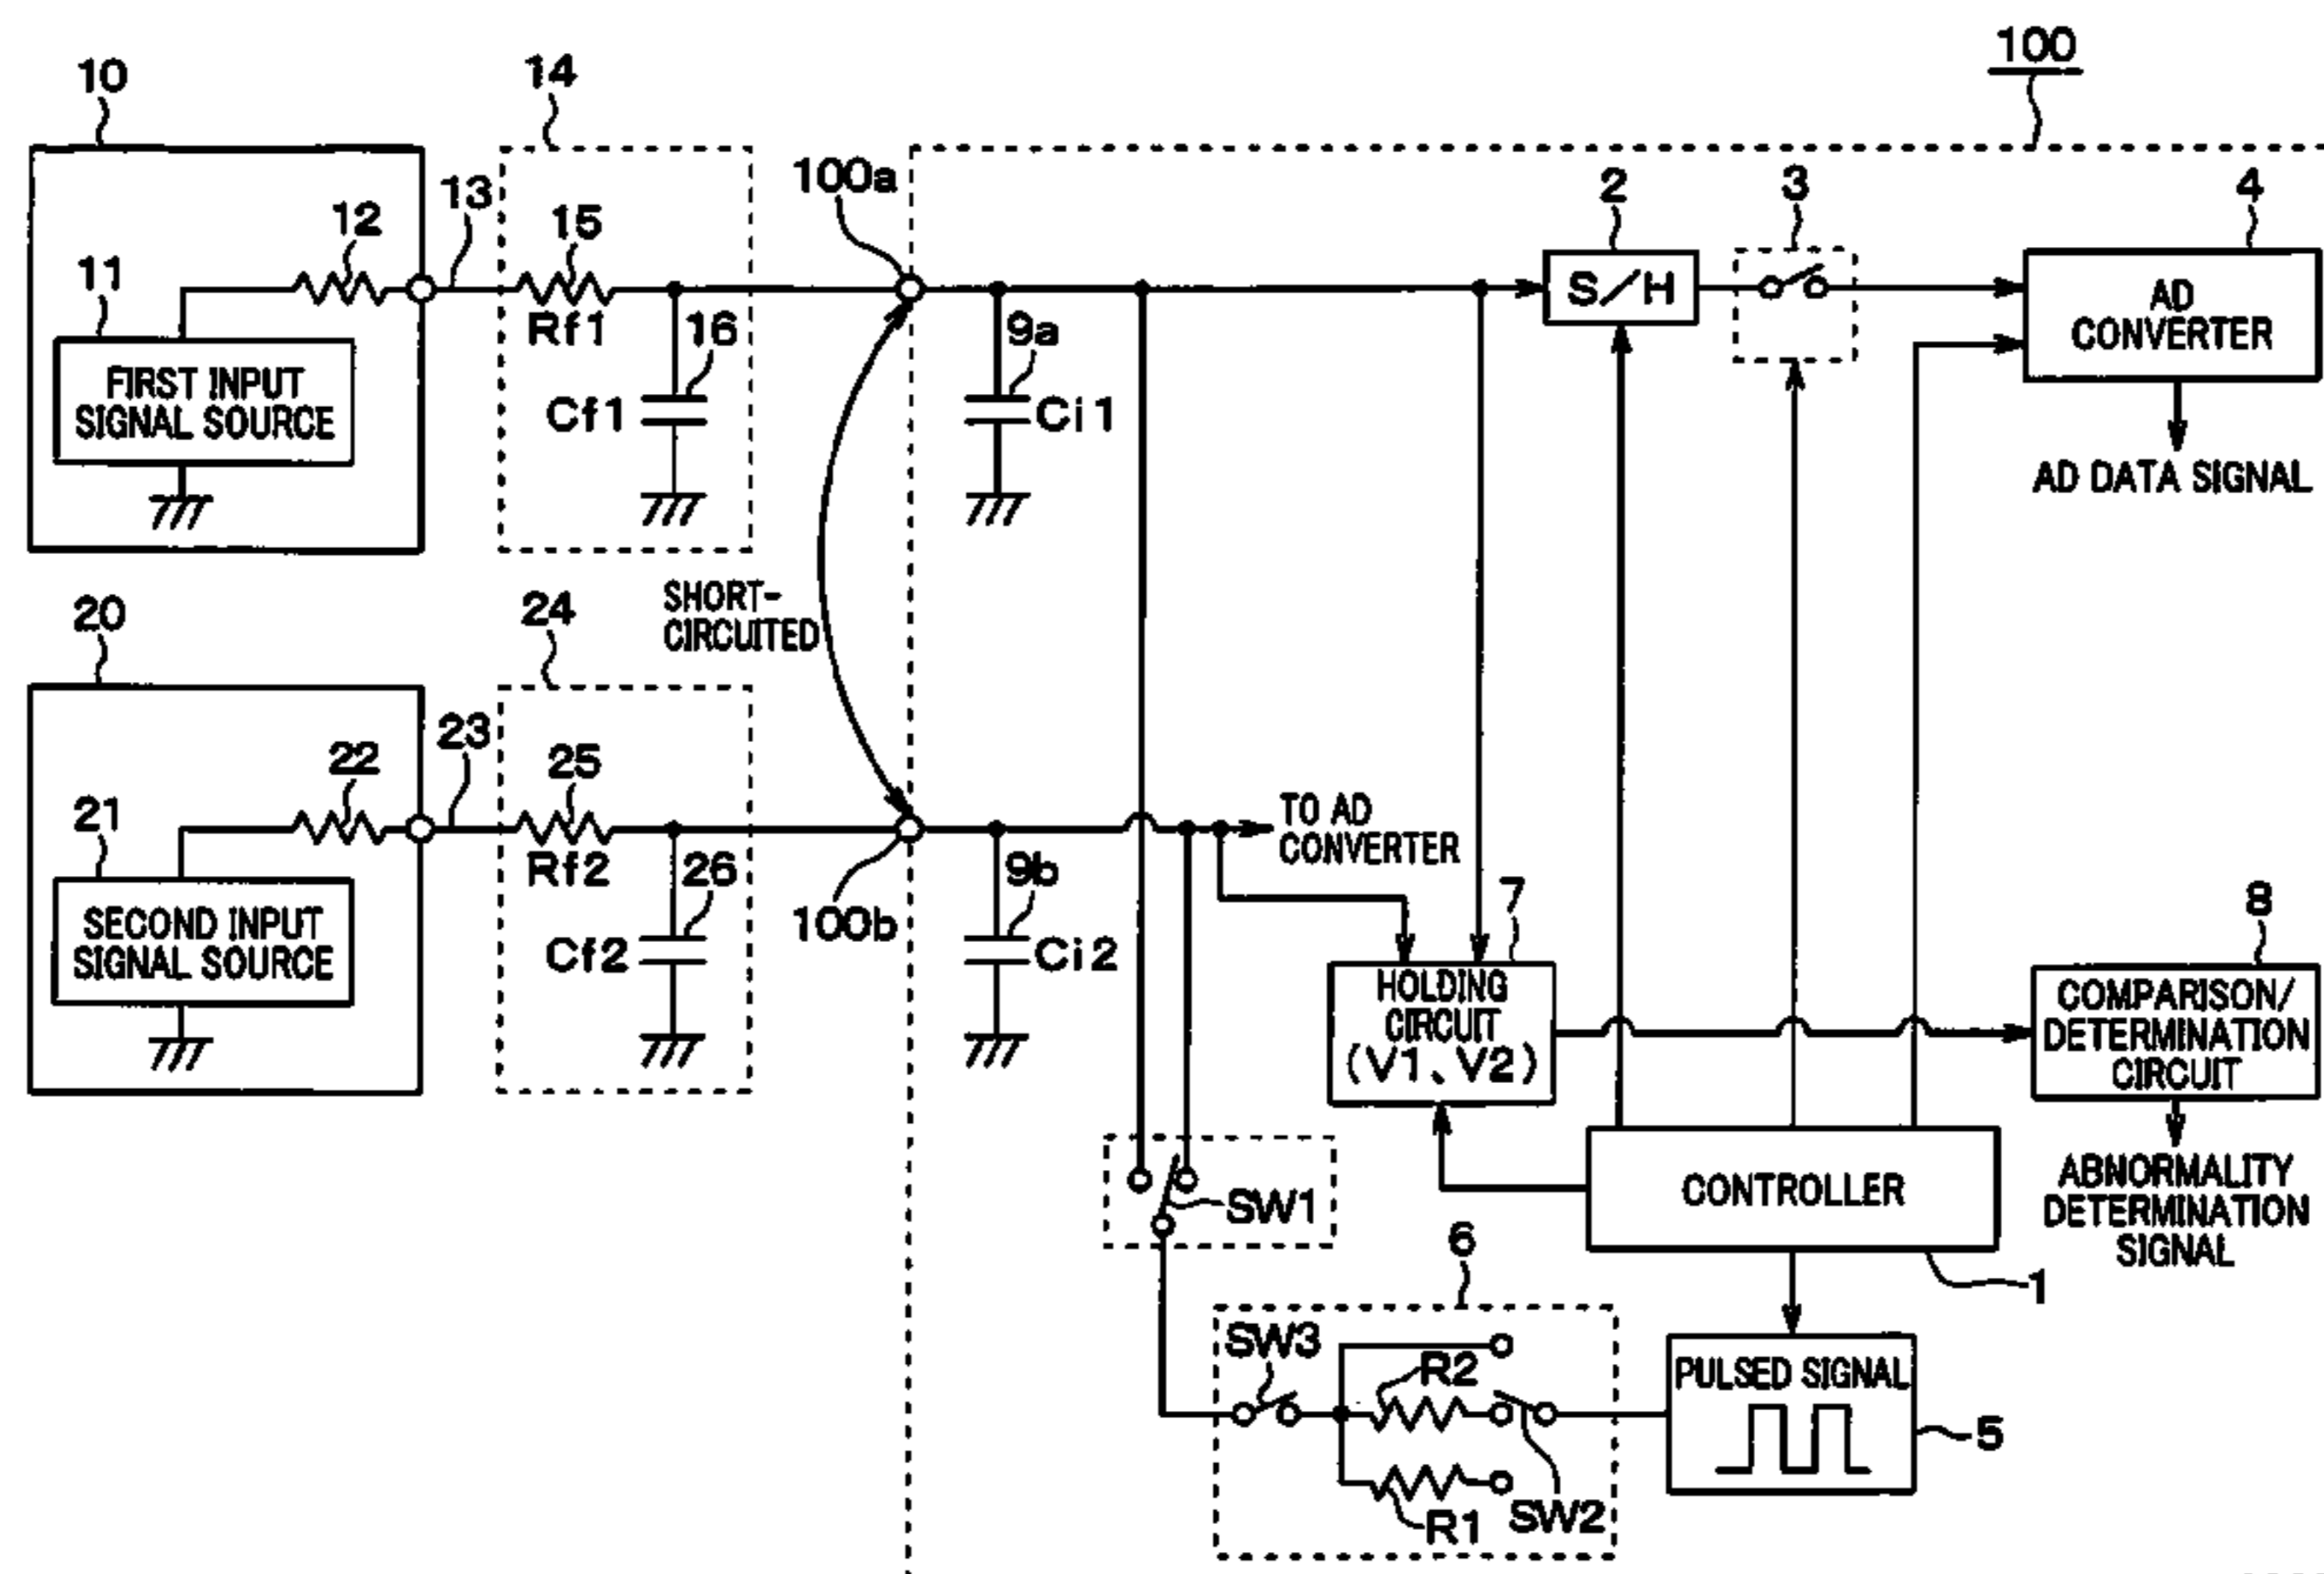 100
10
14
100a
2
3
4
13
12
15
11
Rf1
16
9a
S/H
AD
CONVERTER
FIRST INPUT
SIGNAL SOURCE
Cf1
Ci1
AD DATA SIGNAL
SHORT-
CIRCUITED
20
24
23
22
25
21
Rf2
26
9b
100b
TO AD
CONVERTER
SECOND INPUT
SIGNAL SOURCE
Cf2
Ci2
7
8
HOLDING
CIRCUIT
(V1、V2)
COMPARISON/
DETERMINATION
CIRCUIT
SW1
CONTROLLER
ABNORMALITY
DETERMINATION
SIGNAL
6
1
SW3
R2
PULSED SIGNAL
5
R1
SW2